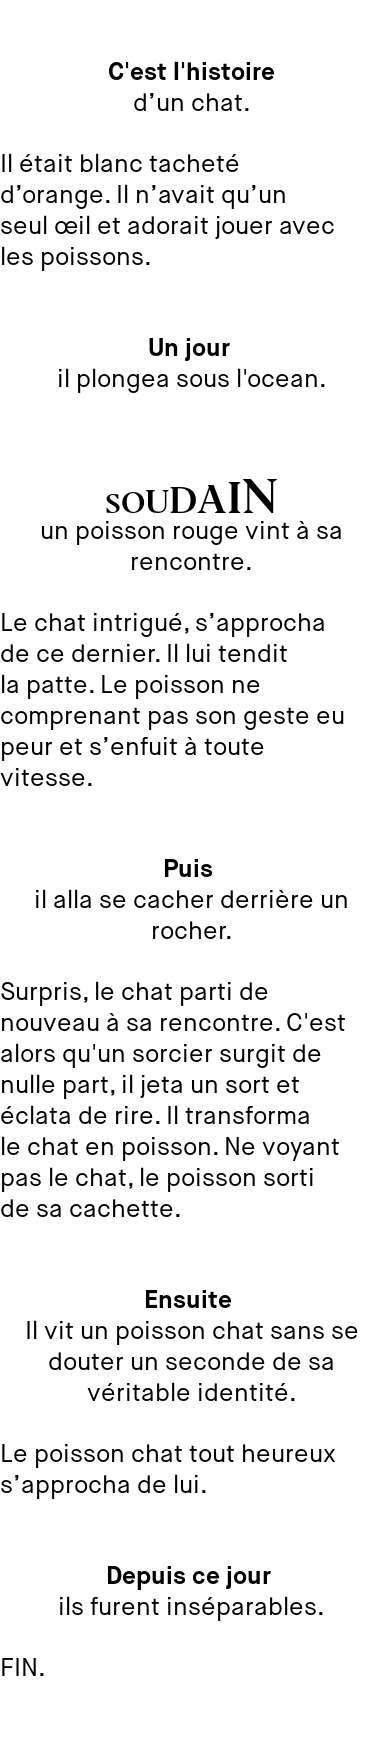 C'est l'histoire
d’un chat.
Il était blanc tacheté
d’orange. Il n’avait qu’un
seul œil et adorait jouer avec
les poissons.
Un jour
il plongea sous l'ocean.
SOUDAIN
un poisson rouge vint à sa
rencontre.
Le chat intrigué, s’approcha
de ce dernier. Il lui tendit
la patte. Le poisson ne
comprenant pas son geste eu
peur et s’enfuit à toute
vitesse.
Puis
il alla se cacher derrière un
rocher.
Surpris, le chat parti de
nouveau à sa rencontre. C'est
alors qu'un sorcier surgit de
nulle part, il jeta un sort et
éclata de rire. Il transforma
le chat en poisson. Ne voyant
pas le chat, le poisson sorti
de sa cachette.
Ensuite
Il vit un poisson chat sans se
douter un seconde de sa
véritable identité.
Le poisson chat tout heureux
s’approcha de lui.
Depuis ce jour
ils furent inséparables.
FIN.